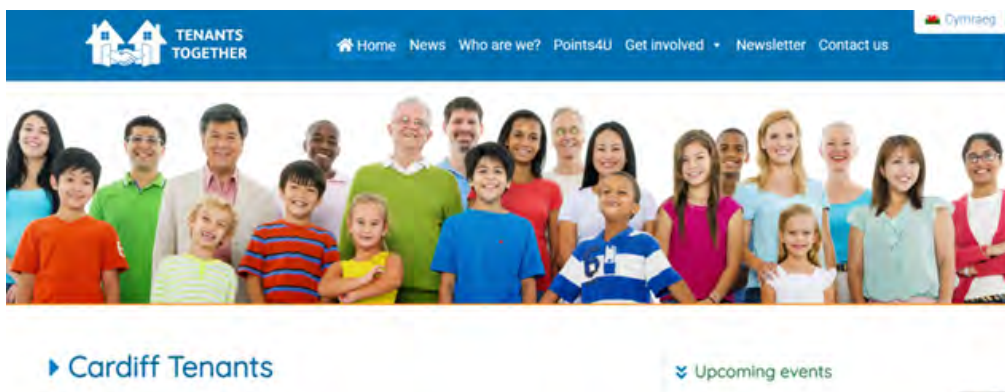 Cymraeg
TENANTS
TOGETHER
Home News Who are we? Points4U Get involved Newsletter Contact us
Cardiff Tenants
Upcoming events